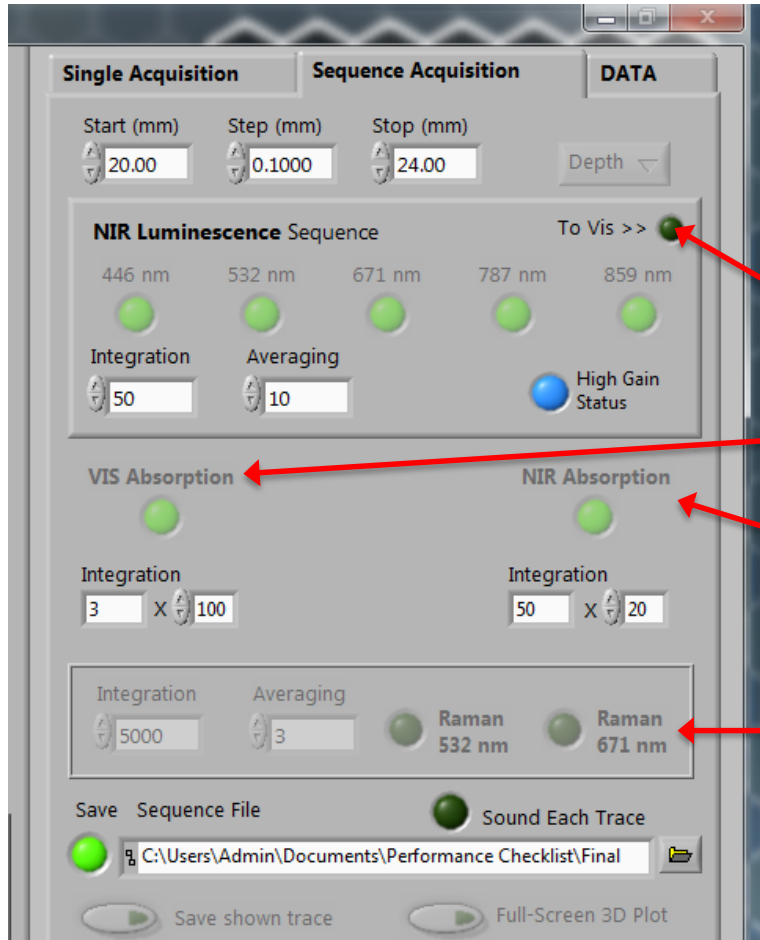 Single Acquisition Sequence Acquisition DATA
Start (mm) Step (mm) Stop (mm)
20.00 0.1000 24.00 Depth
NIR Luminescence Sequence To Vis >>
446 nm 532 nm 671 nm 787 nm 859 nm
Integration Averaging
50 10 High Gain
Status
VIS Absorption NIR Absorption
Integration Integration
3 X 100 50 X 20
Integration Averaging
5000 3 Raman Raman
532 nm 671 nm
Save Sequence File Sound Each Trace
C:\Users\Admin\Documents\Performance Checklist\Final
Save shown trace Full-Screen 3D Plot